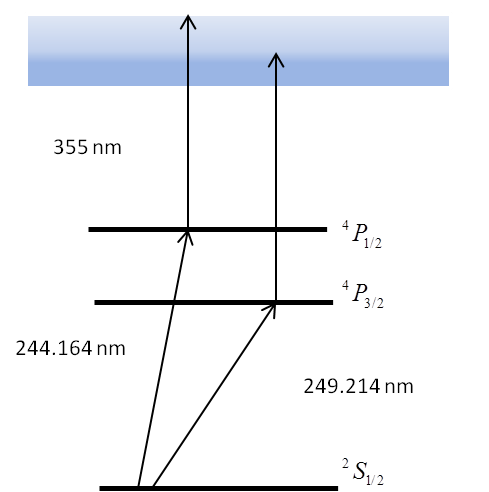 355 nm
⁴P₁/₂
⁴P₃/₂
244.164 nm
249.214 nm
²S₁/₂